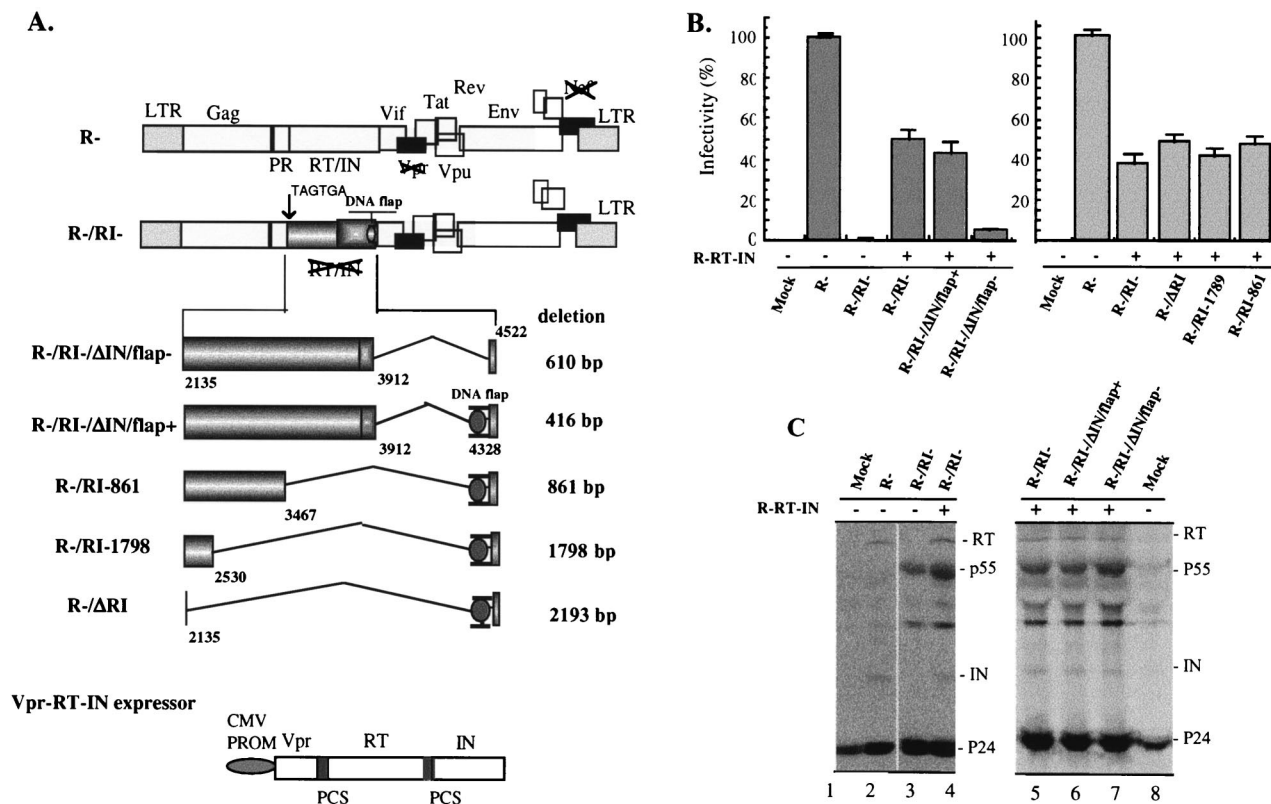 A.
LTR Gag Vif Tat Rev Env Nef LTR
R-
PR RT/IN Vpr Vpu
TAGTGA
DNA flap
LTR
R-/RI-
RT/IN
deletion
4522
R-/RI-/ΔIN/flap-
610 bp
2135 3912
DNA flap
R-/RI-/ΔIN/flap+
416 bp
3912 4328
R-/RI-861
861 bp
3467
R-/RI-1798
1798 bp
2530
R-/ΔRI
2193 bp
2135
Vpr-RT-IN expressor
CMV
PROM Vpr RT IN
PCS PCS
B.
Infectivity (%)
100
80
60
40
20
0
100
80
60
40
20
R-RT-IN - - - + + + - - + + + +
Mock
R-
R-/RI-
R-/RI-
R-/RI-/ΔIN/flap+
R-/RI-/ΔIN/flap-
Mock
R-
R-/RI-
R-/ΔRI
R-/RI-1789
R-/RI-861
C
Mock
R-
R-/RI-
R-/RI-
R-/RI-/ΔIN/flap+
R-/RI-/ΔIN/flap-
R-/RI-
Mock
R-RT-IN - - - + + + + -
- RT
- p55
- IN
- P24
- RT
- P55
- IN
- P24
1 2 3 4 5 6 7 8